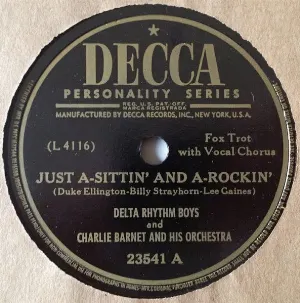 DECCA
PERSONALITY SERIES
REG. U.S. PAT. OFF.
MARCA REGISTRADA
MANUFACTURED BY DECCA RECORDS, INC., NEW YORK, U.S.A.
(L 4116)
Fox Trot
with Vocal Chorus
JUST A-SITTIN' AND A-ROCKIN'
(Duke Ellington-Billy Strayhorn-Lee Gaines)
DELTA RHYTHM BOYS
and
CHARLIE BARNET AND HIS ORCHESTRA
23541 A